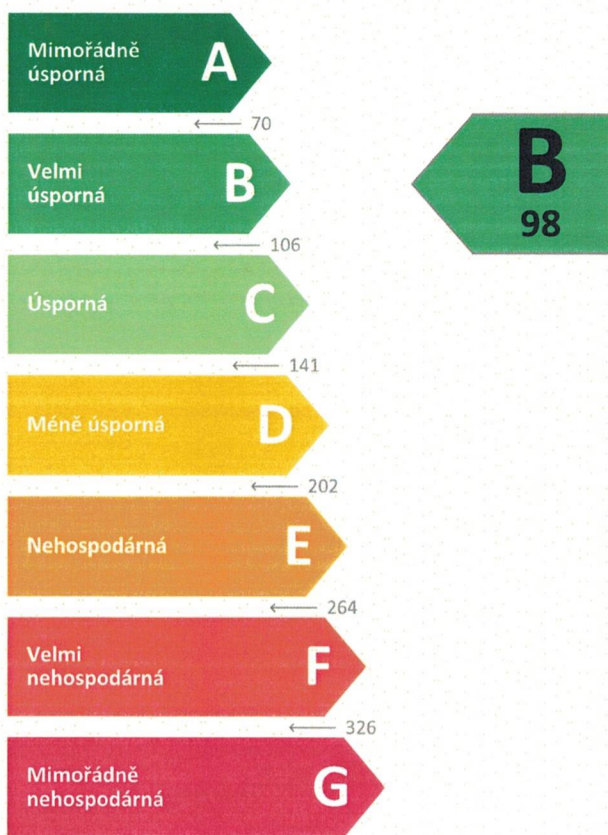 Mimořádně
úsporná
A
70
Velmi
úsporná
B
106
Úsporná
C
141
Méně úsporná
D
202
Nehospodárná
E
264
Velmi
nehospodárná
F
326
Mimořádně
nehospodárná
G
B
98